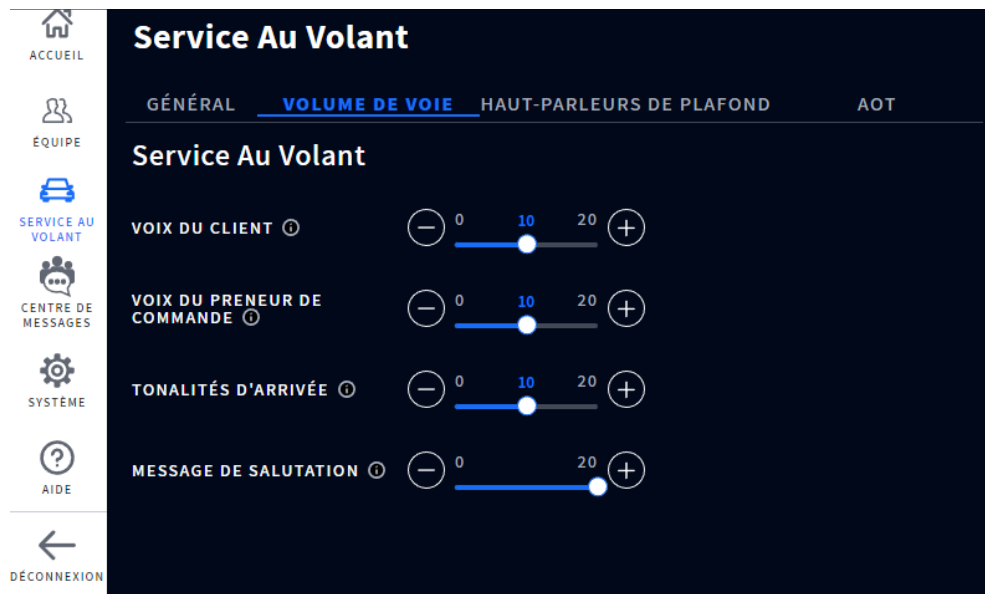 ACCUEIL
ÉQUIPE
SERVICE AU
VOLANT
CENTRE DE
MESSAGES
SYSTÈME
AIDE
DÉCONNEXION
Service Au Volant
GÉNÉRAL VOLUME DE VOIE HAUT-PARLEURS DE PLAFOND AOT
Service Au Volant
VOIX DU CLIENT 0 10 20
VOIX DU PRENEUR DE
COMMANDE 0 10 20
TONALITÉS D'ARRIVÉE 0 10 20
MESSAGE DE SALUTATION 0 20